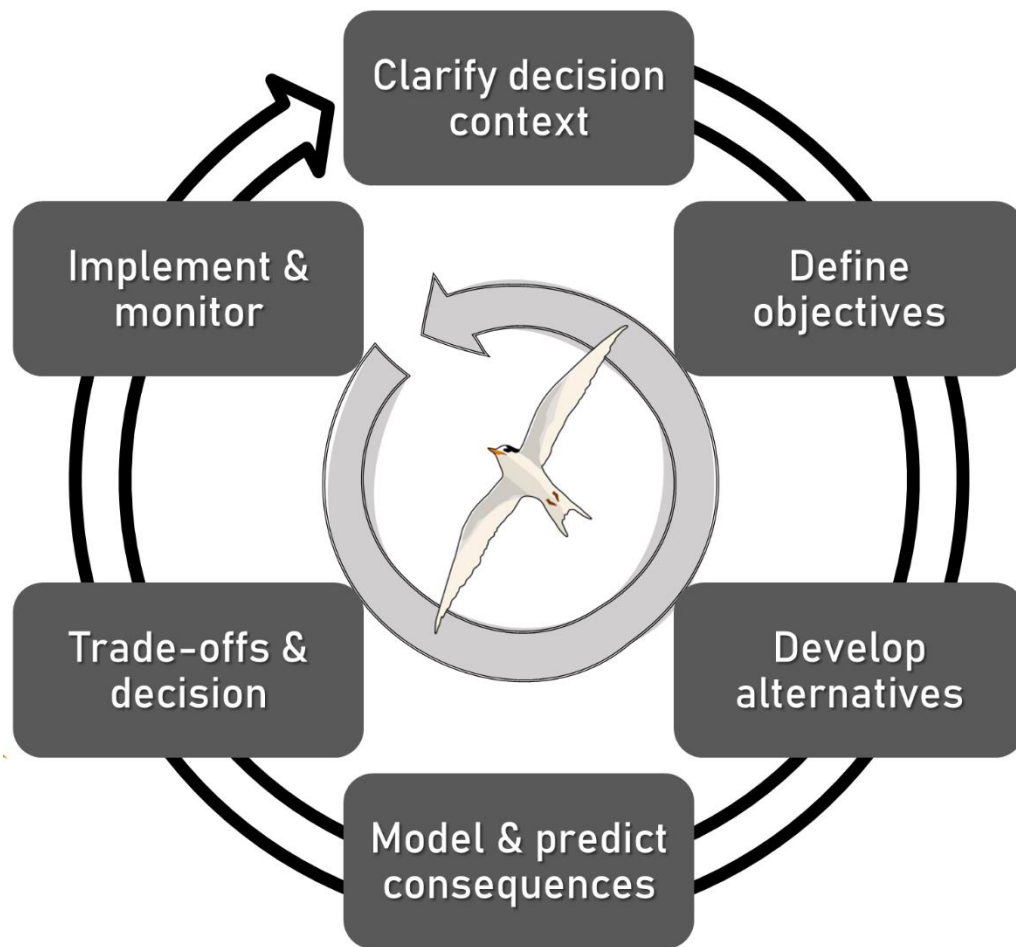 Clarify decision
context
Define
objectives
Develop
alternatives
Model & predict
consequences
Trade-offs &
decision
Implement &
monitor